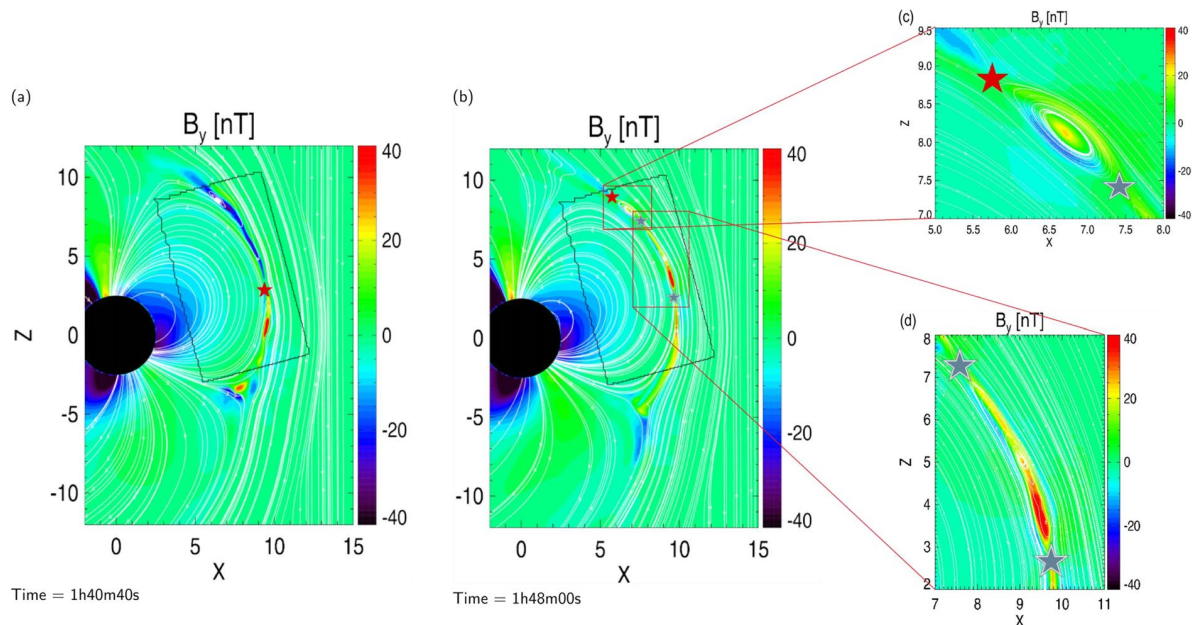 (a)
B_y [nT]
10
5
0
-5
-10
Z
0 5 10 15
X
40
20
0
-20
-40
Time = 1h40m40s
(b)
B_y [nT]
10
5
0
-5
-10
0 5 10 15
X
40
20
0
-20
-40
Time = 1h48m00s
(c)
B_y [nT]
9.5
9.0
8.5
8.0
7.5
7.0
Z
5.0 5.5 6.0 6.5 7.0 7.5 8.0
X
40
20
0
-20
-40
(d)
B_y [nT]
8
7
6
5
4
3
2
Z
7 8 9 10 11
X
40
20
0
-20
-40